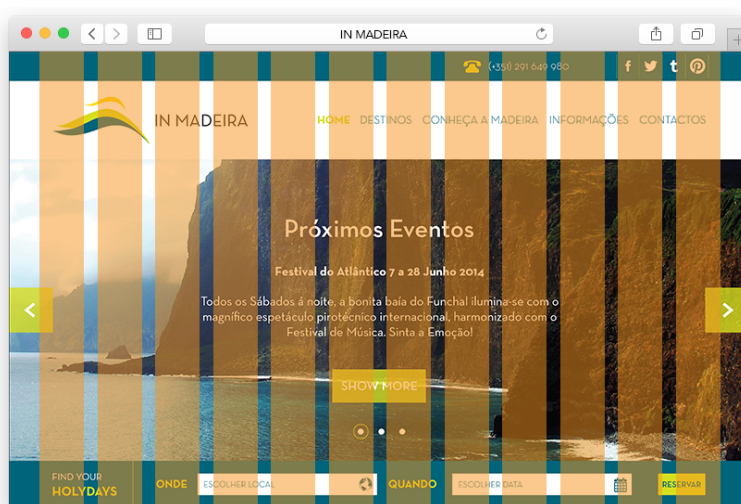 IN MADEIRA
(+351) 291 649 980
f t
IN MADEIRA
HOME DESTINOS CONHEÇA A MADEIRA INFORMAÇÕES CONTACTOS
Próximos Eventos
Festival do Atlântico 7 a 28 Junho 2014
Todos os Sábados á noite, a bonita baía do Funchal ilumina-se com o
magnífico espetáculo pirotécnico internacional, harmonizado com o
Festival de Música. Sinta a Emoção!
SHOW MORE
FIND YOUR
HOLYDAYS
ONDE ESCOLHER LOCAL QUANDO ESCOLHER DATA RESERVAR